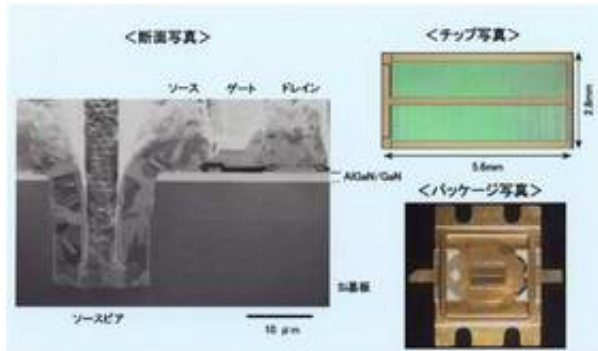 <断面写真>
ソース ゲート ドレイン
AlGaN/GaN
Si基板
ソースビア
10 μm
<チップ写真>
2.8mm
5.6mm
<パッケージ写真>